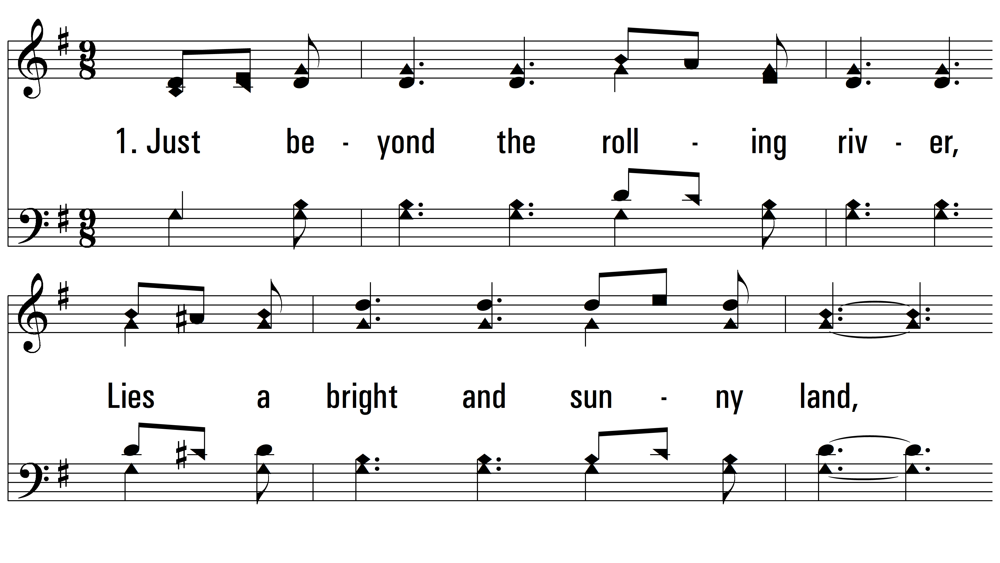 1. Just be - yond the roll - ing riv - er,
Lies a bright and sun - ny land,